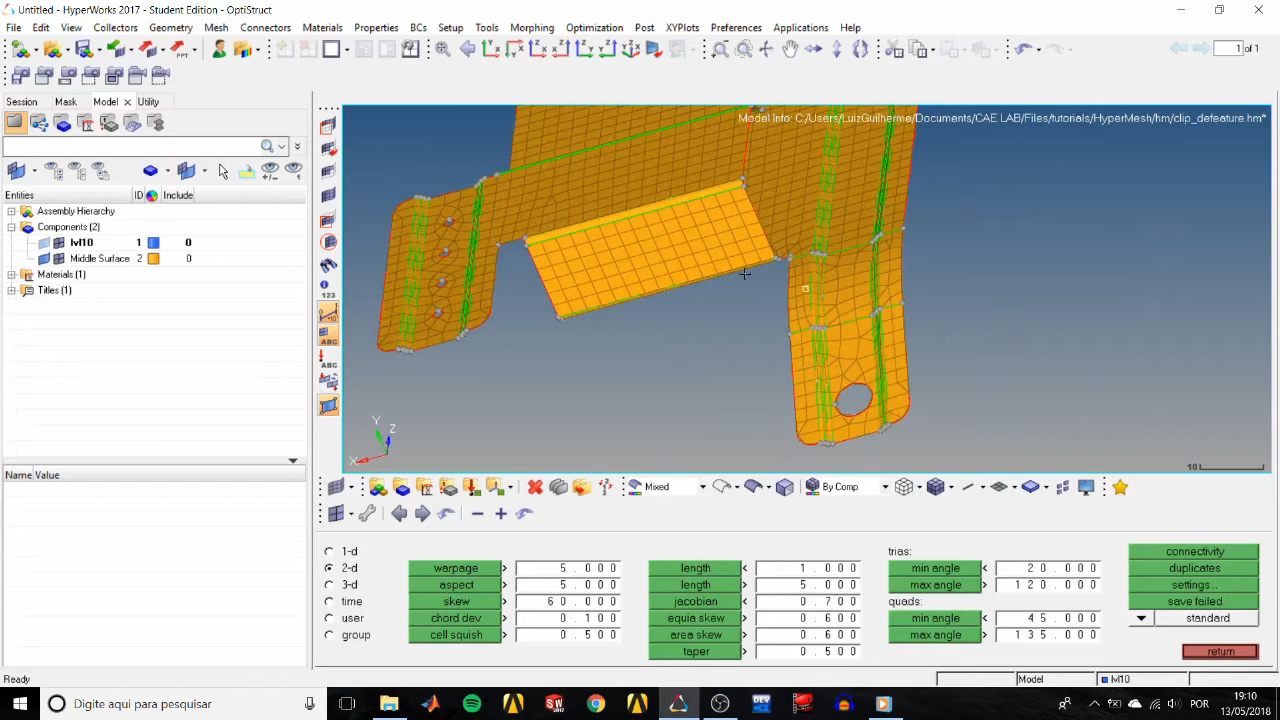 Untitled - HyperWorks 2017 - Student Edition - OptiStruct
File Edit View Collectors Geometry Mesh Connectors Materials Properties BCs Setup Tools Morphing Optimization Post XYPlots Preferences Applications Help
1 of 1
Session Mask Model × Utility
Model Info: C:/Users/LuizGuilherme/Documents/CAE LAB/Files/tutorials/HyperMesh/hm/clip_defeature.hm*
Entities ID Include
Assembly Hierarchy
Components (2)
lvl10 1 0
Middle Surface 2 0
Materials (1)
Titles (1)
123
ABC
ABC
Y Z
X
10
Name Value
Mixed By Comp
1-d
2-d
3-d
time
user
group
warpage > 5.000
aspect > 5.000
skew > 60.000
chord dev > 0.100
cell squish > 0.500
length < 1.000
length > 5.000
jacobian < 0.700
equia skew > 0.600
area skew > 0.600
taper > 0.500
trias:
min angle < 20.000
max angle > 120.000
quads:
min angle < 45.000
max angle > 135.000
connectivity
duplicates
settings...
save failed
standard
return
Ready Model lvl10
Digitar aqui para pesquisar
POR
19:10
13/05/2018